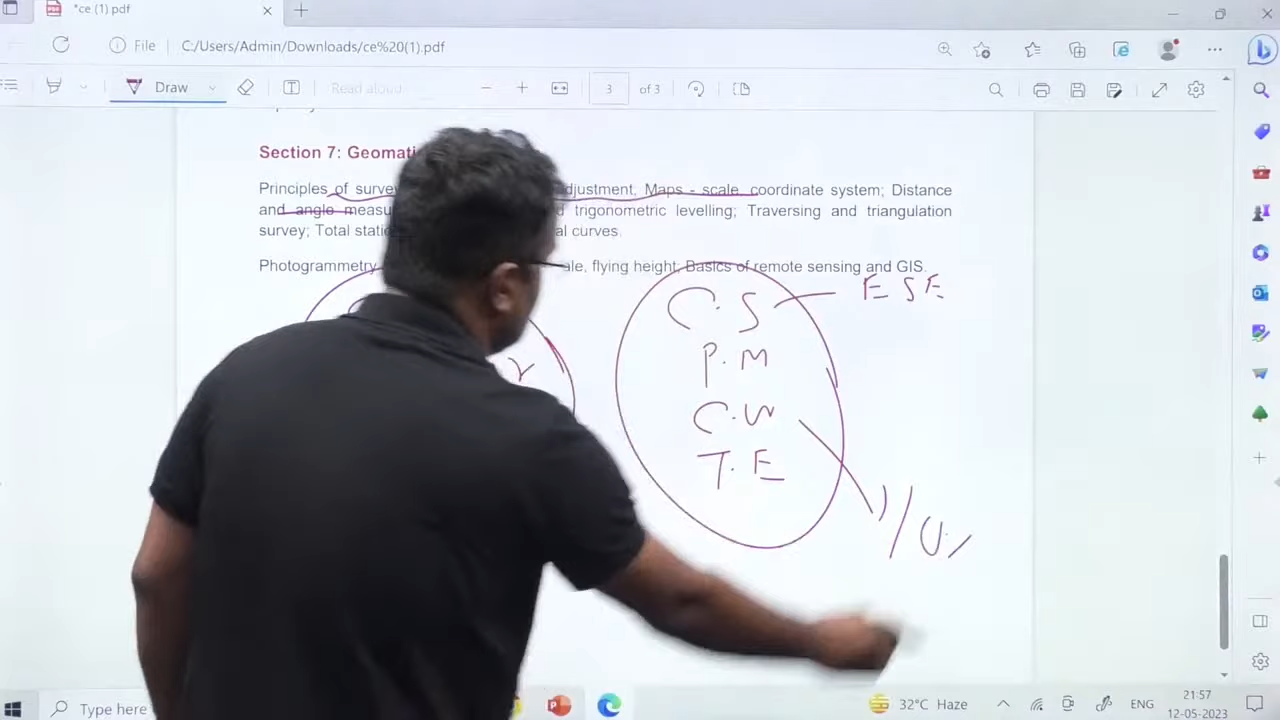 *ce (1).pdf
File C:/Users/Admin/Downloads/ce%20(1).pdf
Draw Read aloud 3 of 3
Section 7: Geomati
Principles of survey djustment. Maps - scale, coordinate system; Distance
and angle measu d trigonometric levelling; Traversing and triangulation
survey; Total stati al curves.
Photogrammetry ale, flying height; Basics of remote sensing and GIS.
C.S E S E
P.M
C.W
T.E
Type here
32°C Haze ENG 21:57
12-05-2023